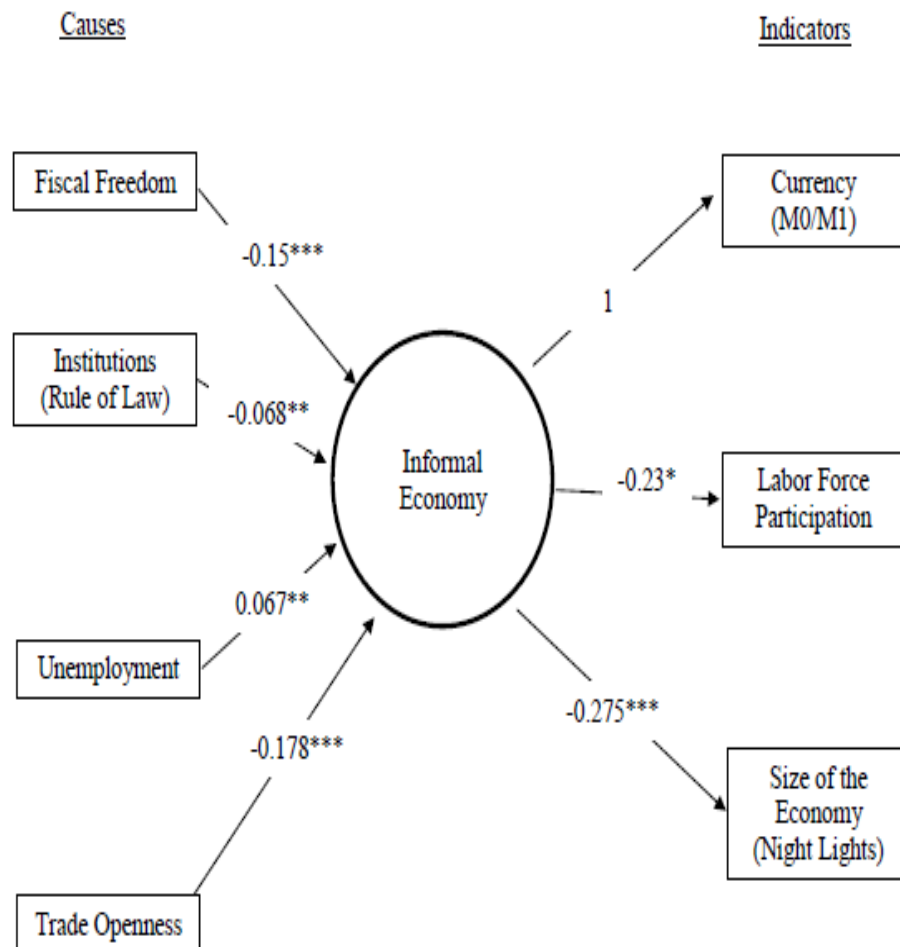 Causes
Indicators
Fiscal Freedom
Currency
(M0/M1)
-0.15***
1
Institutions
(Rule of Law)
-0.068**
Informal
Economy
-0.23*
Labor Force
Participation
0.067**
Unemployment
-0.275***
-0.178***
Size of the
Economy
(Night Lights)
Trade Openness